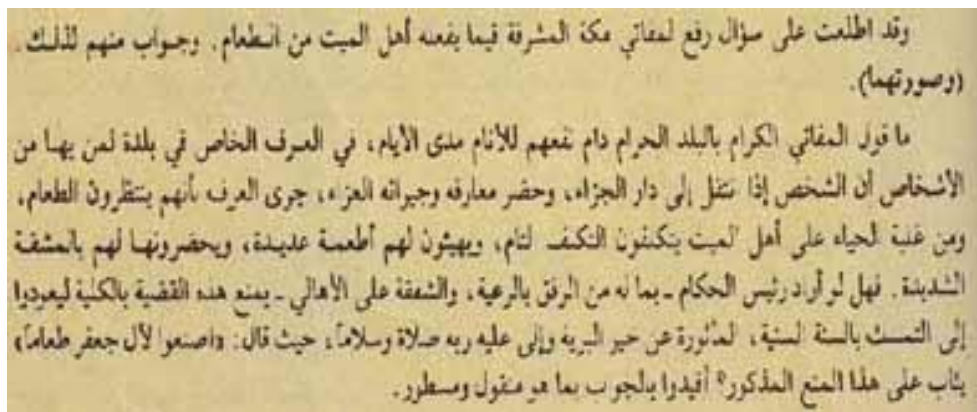 وقد اطلعت على سؤال رفع لمفاتي مكة المشرفة فيما يفعله أهل الميت من الطعام. وجواب منهم لذلك.
(وصورتهما).
ما قول المفاتي الكرام بالبلد الحرام دام نفعهم للأنام مدى الأيام، في العرف الخاص في بلدة لمن بها من
الأشخاص أن الشخص إذا انتقل إلى دار الجزاء، وحضر معارفه وجيرانه العزاء، جرى العرف بأنهم ينتظرون الطعام،
ومن غلبة الحياء على أهل الميت يتكلفون التكلف التام، ويهيئون لهم أطعمة عديدة، ويحضرونها لهم بالمشقة
الشديدة. فهل لو أراد رئيس الحكام - بما له من الرفق بالرعية، والشفقة على الأهالي - بمنع هذه القضية بالكلية ليعودوا
إلى التمسك بالسنة السنية، المأثورة عن خير البرية وإلى عليه ربه صلاة وسلاما، حيث قال: «اصنعوا لآل جعفر طعاما»
يثاب على هذا المنع المذكور؟ أفيدوا بالجواب بما هو منقول ومسطور.